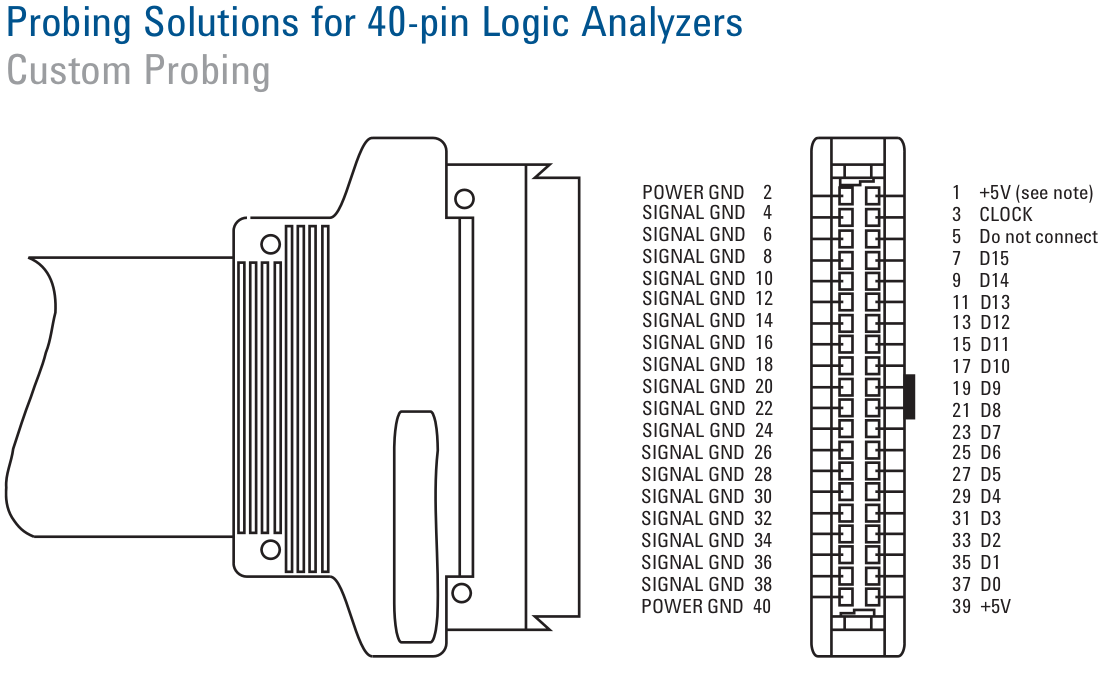 Probing Solutions for 40-pin Logic Analyzers
Custom Probing
POWER GND 2 1 +5V (see note)
SIGNAL GND 4 3 CLOCK
SIGNAL GND 6 5 Do not connect
SIGNAL GND 8 7 D15
SIGNAL GND 10 9 D14
SIGNAL GND 12 11 D13
SIGNAL GND 14 13 D12
SIGNAL GND 16 15 D11
SIGNAL GND 18 17 D10
SIGNAL GND 20 19 D9
SIGNAL GND 22 21 D8
SIGNAL GND 24 23 D7
SIGNAL GND 26 25 D6
SIGNAL GND 28 27 D5
SIGNAL GND 30 29 D4
SIGNAL GND 32 31 D3
SIGNAL GND 34 33 D2
SIGNAL GND 36 35 D1
SIGNAL GND 38 37 D0
POWER GND 40 39 +5V